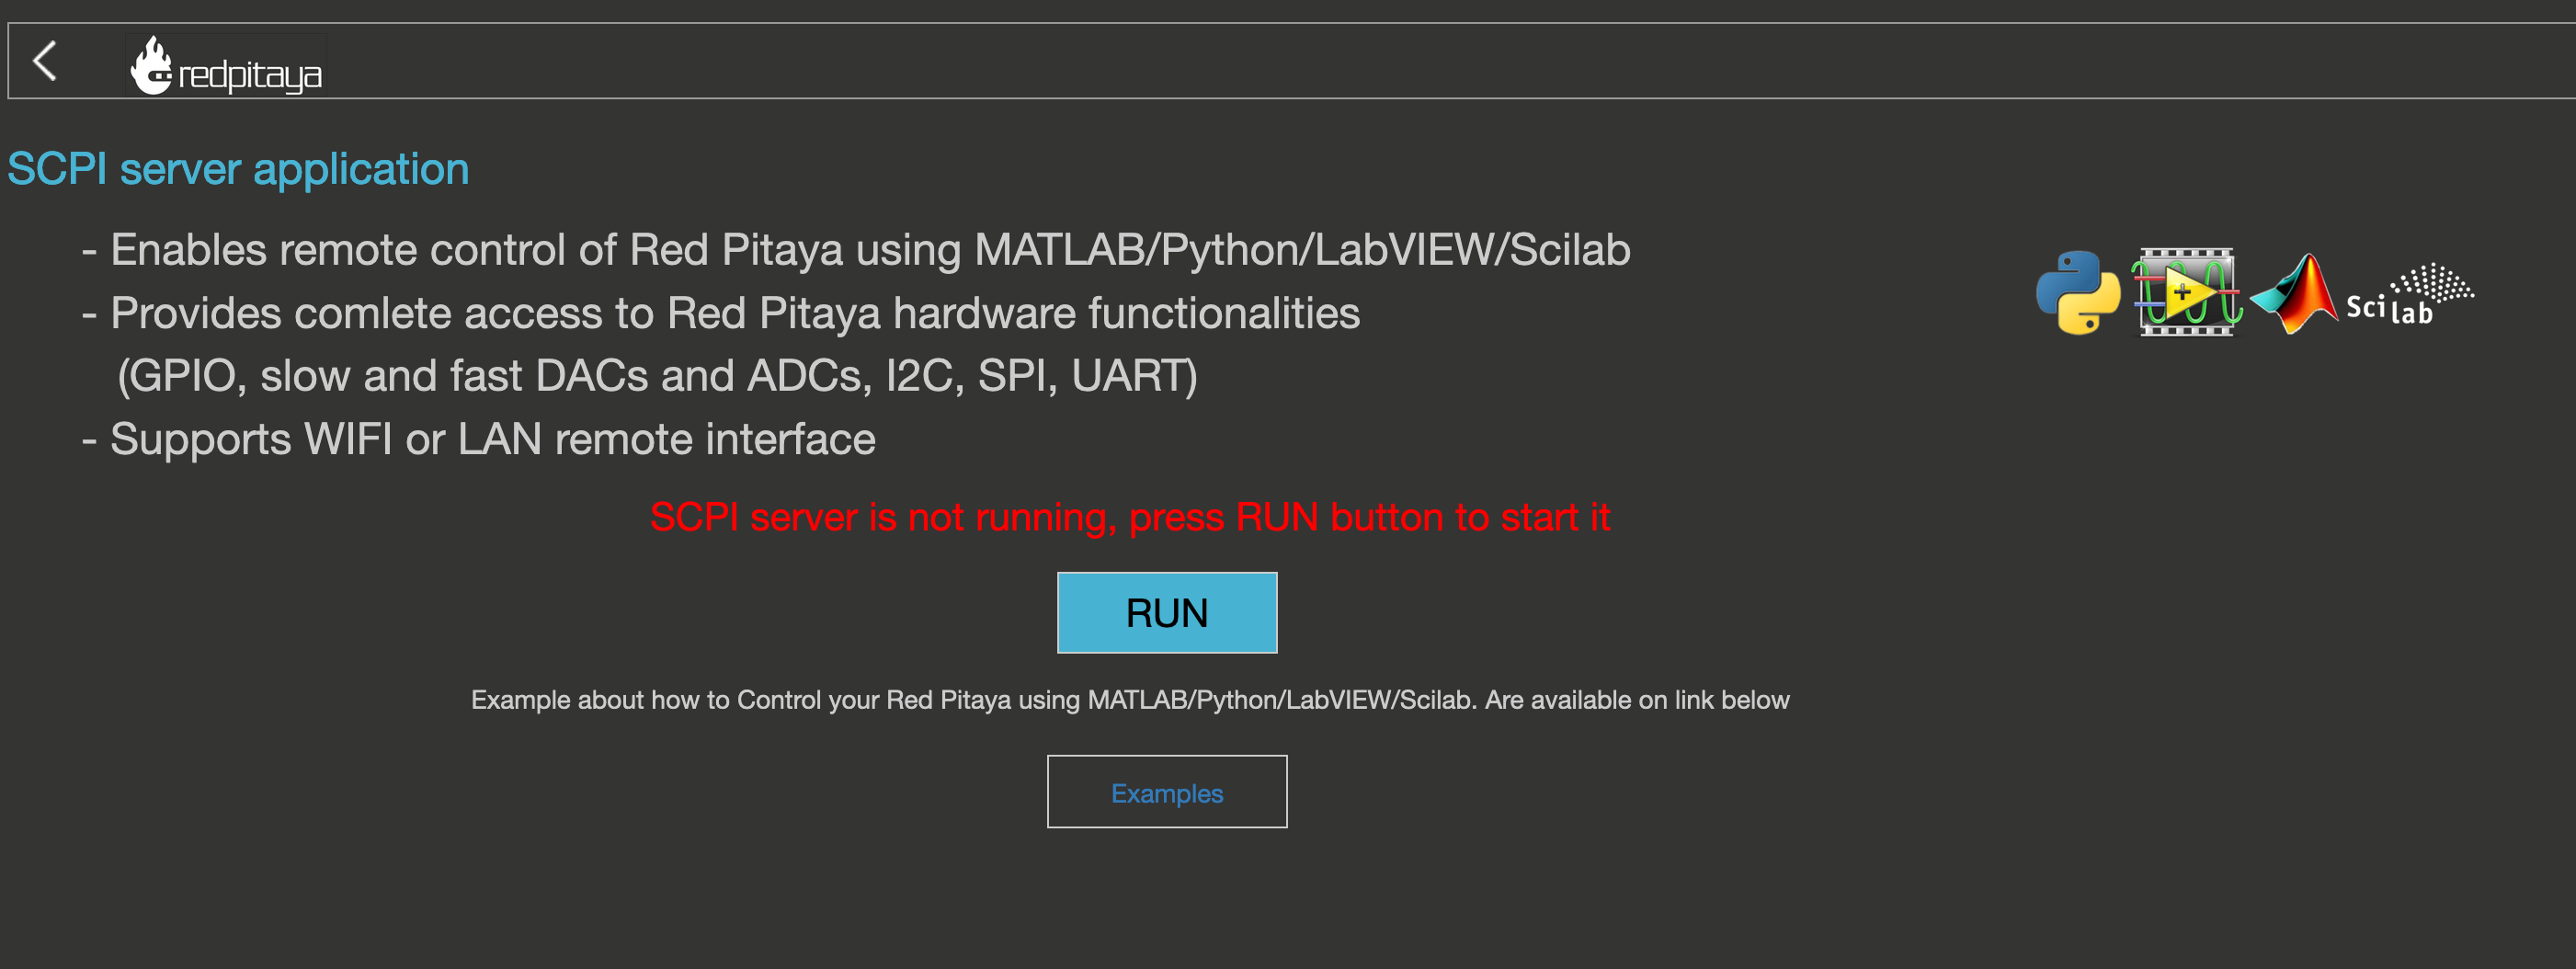 redpitaya
SCPI server application
- Enables remote control of Red Pitaya using MATLAB/Python/LabVIEW/Scilab
- Provides comlete access to Red Pitaya hardware functionalities
(GPIO, slow and fast DACs and ADCs, I2C, SPI, UART)
- Supports WIFI or LAN remote interface
Scilab
SCPI server is not running, press RUN button to start it
RUN
Example about how to Control your Red Pitaya using MATLAB/Python/LabVIEW/Scilab. Are available on link below
Examples